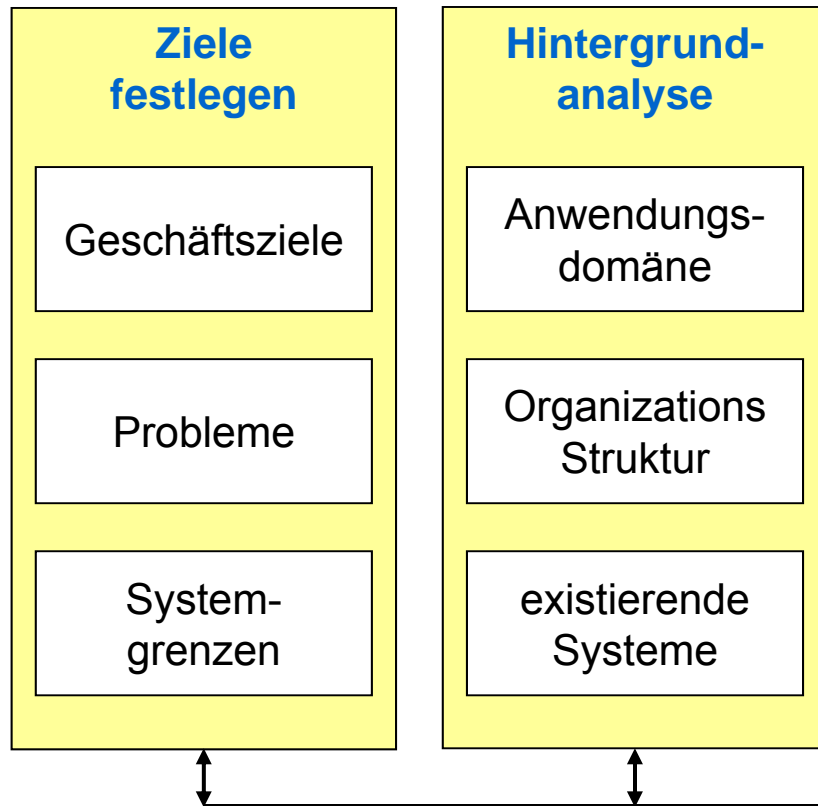 Ziele
festlegen
Geschäftsziele
Probleme
System-
grenzen
Hintergrund-
analyse
Anwendungs-
domäne
Organizations
Struktur
existierende
Systeme